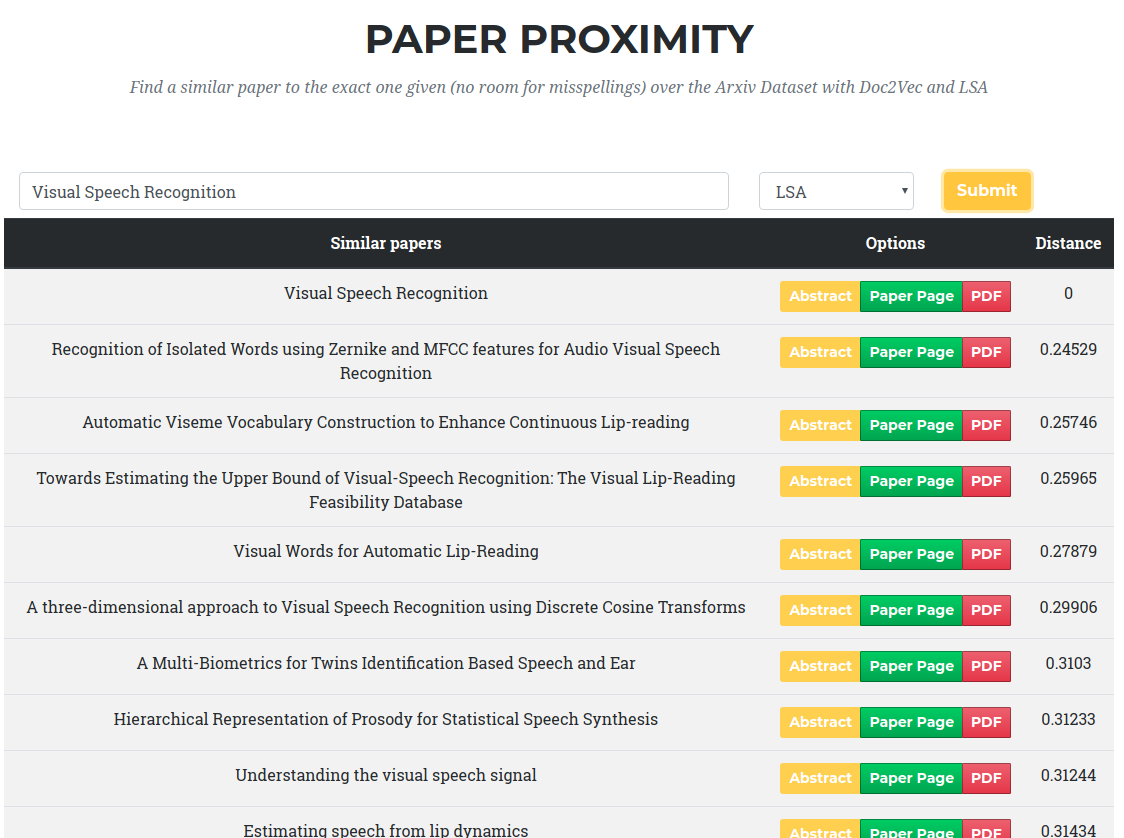 PAPER PROXIMITY
Find a similar paper to the exact one given (no room for misspellings) over the Arxiv Dataset with Doc2Vec and LSA
Visual Speech Recognition LSA Submit
Similar papers Options Distance
Visual Speech Recognition Abstract Paper Page PDF 0
Recognition of Isolated Words using Zernike and MFCC features for Audio Visual Speech
Recognition Abstract Paper Page PDF 0.24529
Automatic Viseme Vocabulary Construction to Enhance Continuous Lip-reading Abstract Paper Page PDF 0.25746
Towards Estimating the Upper Bound of Visual-Speech Recognition: The Visual Lip-Reading
Feasibility Database Abstract Paper Page PDF 0.25965
Visual Words for Automatic Lip-Reading Abstract Paper Page PDF 0.27879
A three-dimensional approach to Visual Speech Recognition using Discrete Cosine Transforms Abstract Paper Page PDF 0.29906
A Multi-Biometrics for Twins Identification Based Speech and Ear Abstract Paper Page PDF 0.3103
Hierarchical Representation of Prosody for Statistical Speech Synthesis Abstract Paper Page PDF 0.31233
Understanding the visual speech signal Abstract Paper Page PDF 0.31244
Estimating speech from lip dynamics Abstract Paper Page PDF 0.31434